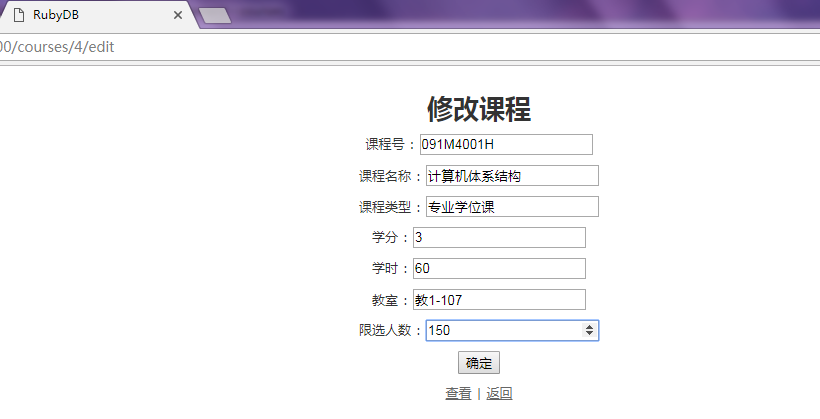 RubyDB
00/courses/4/edit
修改课程
课程号： 091M4001H
课程名称： 计算机体系结构
课程类型： 专业学位课
学分： 3
学时： 60
教室： 教1-107
限选人数： 150
确定
查看 | 返回